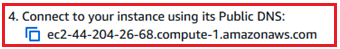 4. Connect to your instance using its Public DNS:
ec2-44-204-26-68.compute-1.amazonaws.com